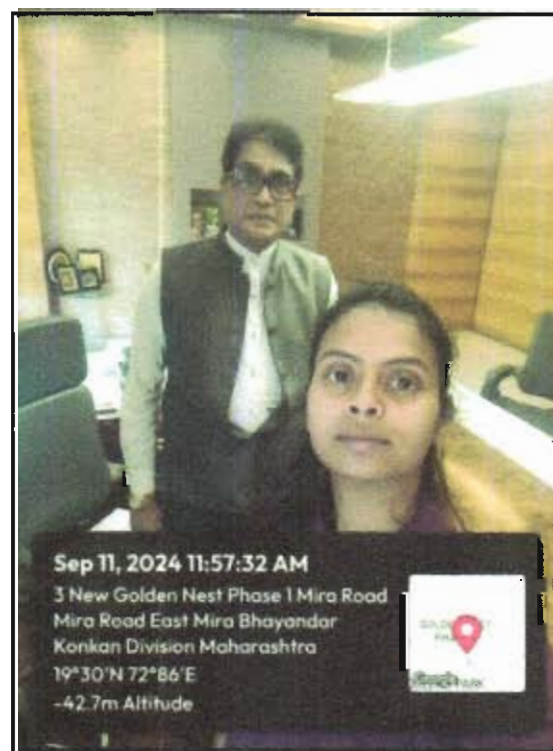 Sep 11, 2024 11:57:32 AM
3 New Golden Nest Phase 1 Mira Road
Mira Road East Mira Bhayandar
Konkan Division Maharashtra
19°30'N 72°86'E
-42.7m Altitude